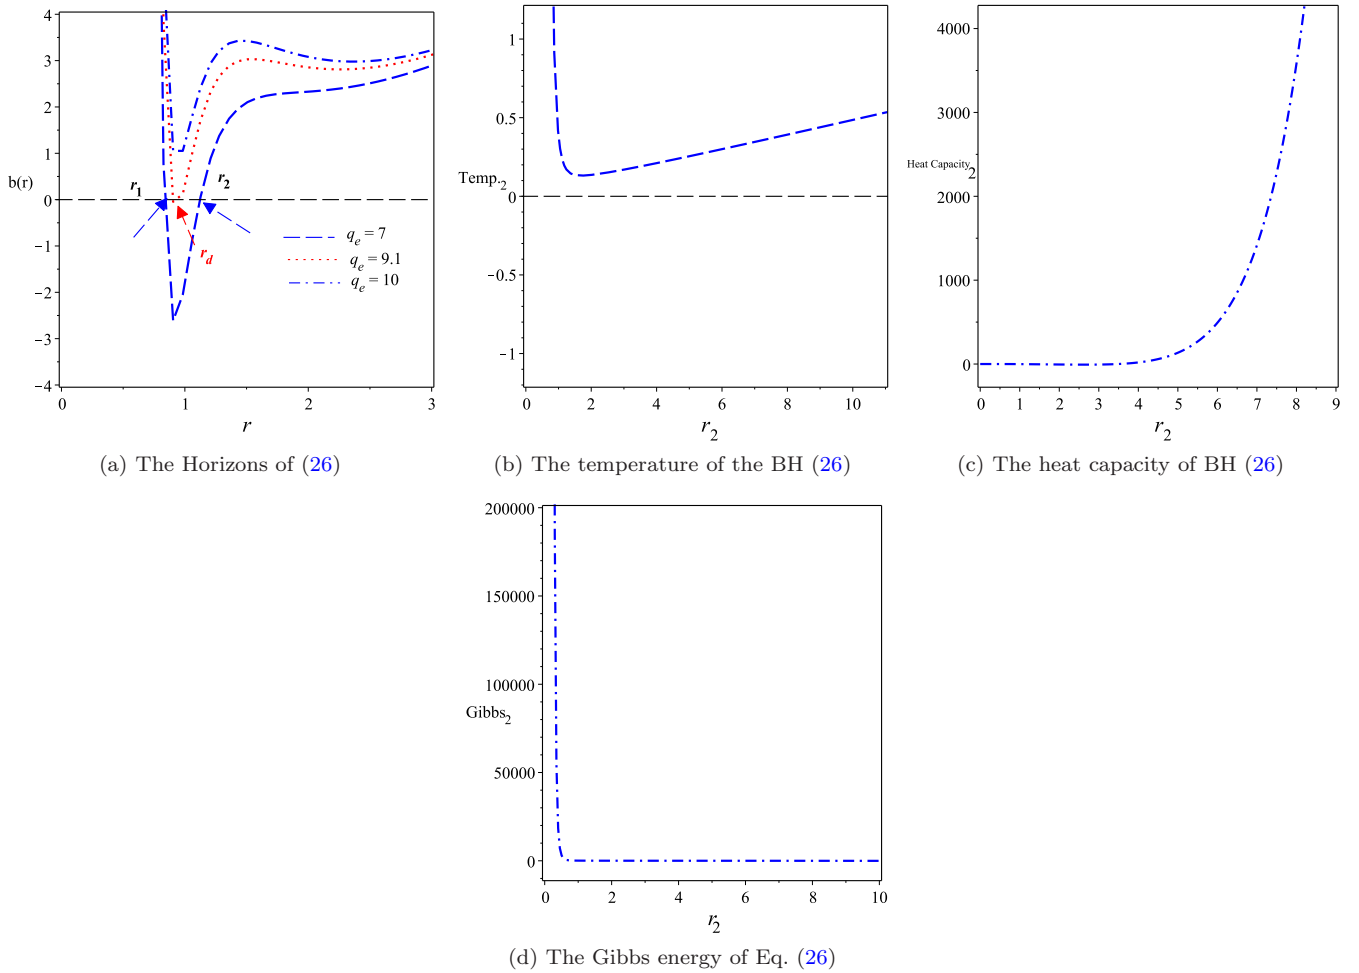 4
3
2
1
0
−1
−2
−3
−4
b(r)
r1
r2
rd
qe = 7
qe = 9.1
qe = 10
0 1 2 3
r
(a) The Horizons of (26)
1
0.5
Temp.2
0
−0.5
−1
2 4 6 8 10
r2
(b) The temperature of the BH (26)
4000
3000
Heat Capacity2
2000
1000
0
0 1 2 3 4 5 6 7 8 9
r2
(c) The heat capacity of BH (26)
200000
150000
100000
Gibbs2
50000
0
0 2 4 6 8 10
r2
(d) The Gibbs energy of Eq. (26)